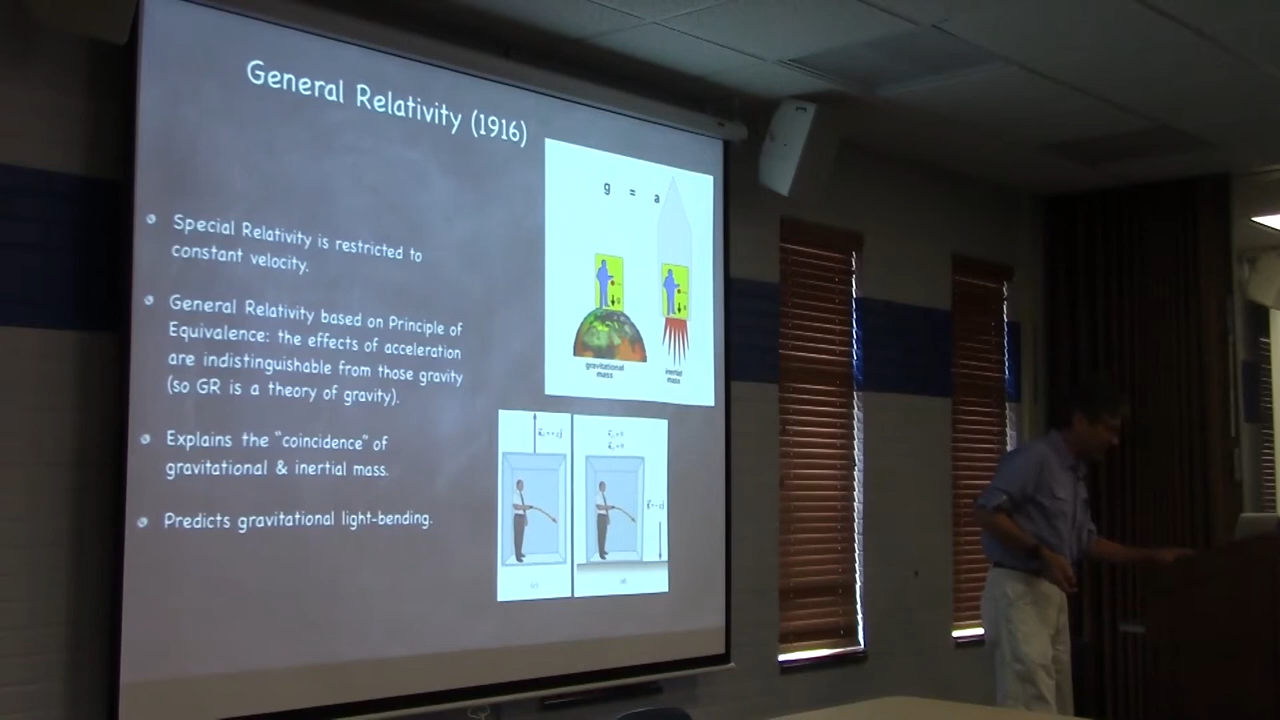 General Relativity (1916)
Special Relativity is restricted to
constant velocity.
General Relativity based on Principle of
Equivalence: the effects of acceleration
are indistinguishable from those gravity
(so GR is a theory of gravity).
Explains the "coincidence" of
gravitational & inertial mass.
Predicts gravitational light-bending.
g = a
gravitational
mass
inertial
mass